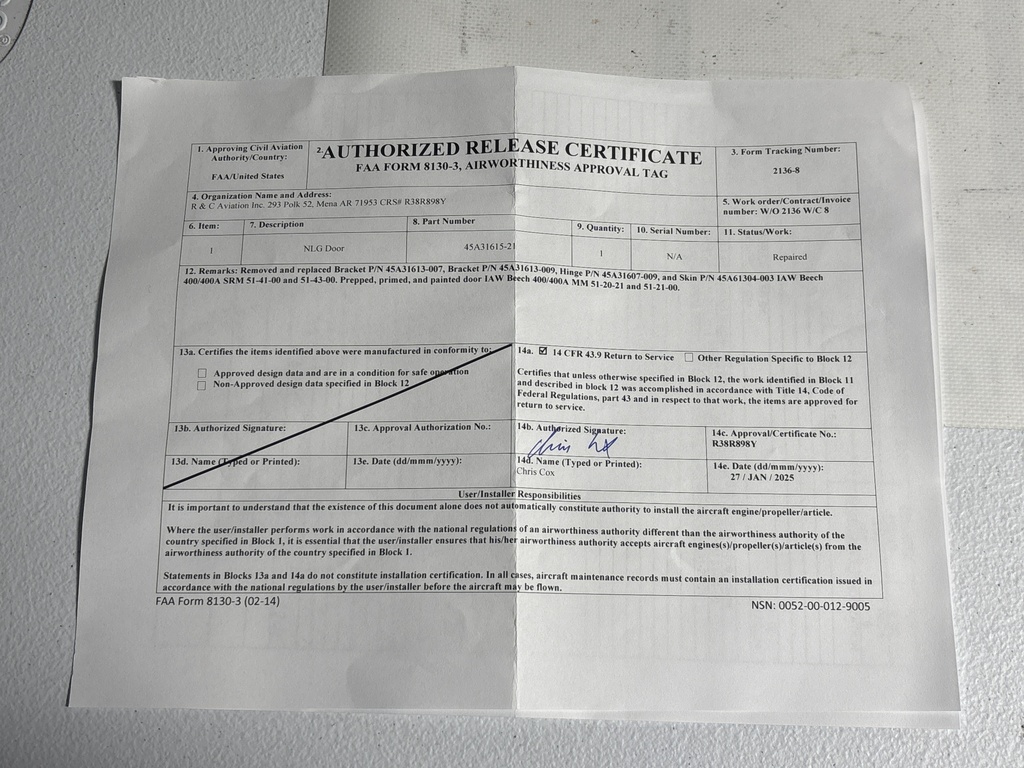 1. Approving Civil Aviation
Authority/Country:
FAA/United States
2. AUTHORIZED RELEASE CERTIFICATE
FAA FORM 8130-3, AIRWORTHINESS APPROVAL TAG
3. Form Tracking Number:
2136-8
4. Organization Name and Address:
R & C Aviation Inc. 293 Polk 52, Mena AR 71953 CRS# R38R898Y
5. Work order/Contract/Invoice
number: W/O 2136 W/C 8
6. Item:
7. Description
8. Part Number
9. Quantity:
10. Serial Number:
11. Status/Work:
1
NLG Door
45A31615-21
1
N/A
Repaired
12. Remarks: Removed and replaced Bracket P/N 45A31613-007, Bracket P/N 45A31613-009, Hinge P/N 45A31607-009, and Skin P/N 45A61304-003 IAW Beech
400/400A SRM 51-41-00 and 51-43-00. Prepped, primed, and painted door IAW Beech 400/400A MM 51-20-21 and 51-21-00.
13a. Certifies the items identified above were manufactured in conformity to:
☐ Approved design data and are in a condition for safe operation
☐ Non-Approved design data specified in Block 12
14a. ☑ 14 CFR 43.9 Return to Service ☐ Other Regulation Specific to Block 12
Certifies that unless otherwise specified in Block 12, the work identified in Block 11
and described in block 12 was accomplished in accordance with Title 14, Code of
Federal Regulations, part 43 and in respect to that work, the items are approved for
return to service.
13b. Authorized Signature:
13c. Approval Authorization No.:
14b. Authorized Signature:
14c. Approval/Certificate No.:
R38R898Y
13d. Name (Typed or Printed):
13e. Date (dd/mmm/yyyy):
14d. Name (Typed or Printed):
Chris Cox
14e. Date (dd/mmm/yyyy):
27 / JAN / 2025
User/Installer Responsibilities
It is important to understand that the existence of this document alone does not automatically constitute authority to install the aircraft engine/propeller/article.
Where the user/installer performs work in accordance with the national regulations of an airworthiness authority different than the airworthiness authority of the
country specified in Block 1, it is essential that the user/installer ensures that his/her airworthiness authority accepts aircraft engines(s)/propeller(s)/article(s) from the
airworthiness authority of the country specified in Block 1.
Statements in Blocks 13a and 14a do not constitute installation certification. In all cases, aircraft maintenance records must contain an installation certification issued in
accordance with the national regulations by the user/installer before the aircraft may be flown.
FAA Form 8130-3 (02-14)
NSN: 0052-00-012-9005